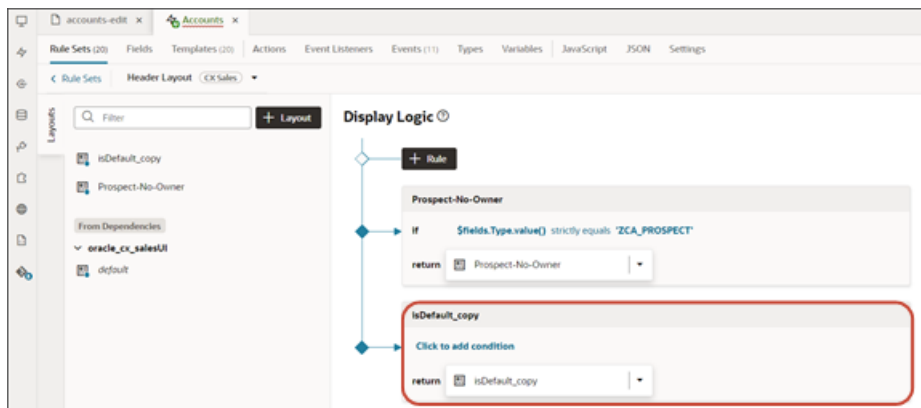 accounts-edit × Accounts ×
Rule Sets (20) Fields Templates (20) Actions Event Listeners Events (11) Types Variables JavaScript JSON Settings
< Rule Sets Header Layout CX Sales
Layouts
Filter
+ Layout
isDefault_copy
Prospect-No-Owner
From Dependencies
oracle_cx_salesUI
default
Display Logic ?
+ Rule
Prospect-No-Owner
if $fields.Type.value() strictly equals 'ZCA_PROSPECT'
return Prospect-No-Owner
isDefault_copy
Click to add condition
return isDefault_copy